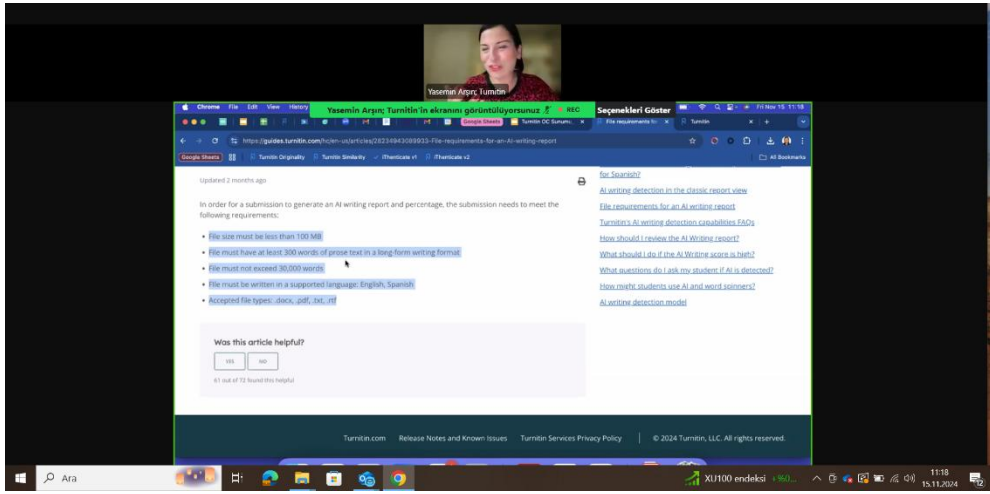 Yasemin Arşın; Turnitin
Chrome File Edit View History
Yasemin Arşın; Turnitin'in ekranını görüntülüyorsunuz
REC
Seçenekleri Göster
Fri Nov 15 11:18
Google Sheets
Turnitin DC Sunumu.
File requirements for
Turnitin
https://guides.turnitin.com/hc/en-us/articles/28234943089933-File-requirements-for-an-AI-writing-report
Google Sheets
Turnitin Originality
Turnitin Similarity
iThenticate v1
iThenticate v2
All Bookmarks
Updated 2 months ago
In order for a submission to generate an AI writing report and percentage, the submission needs to meet the
following requirements:
• File size must be less than 100 MB
• File must have at least 300 words of prose text in a long-form writing format
• File must not exceed 30,000 words
• File must be written in a supported language: English, Spanish
• Accepted file types: .docx, .pdf, .txt, .rtf
Was this article helpful?
YES
NO
61 out of 72 found this helpful
for Spanish?
AI writing detection in the classic report view
File requirements for an AI writing report
Turnitin's AI writing detection capabilities FAQs
How should I review the AI Writing report?
What should I do if the AI Writing score is high?
What questions do I ask my student if AI is detected?
How might students use AI and word spinners?
AI writing detection model
Turnitin.com Release Notes and Known Issues Turnitin Services Privacy Policy © 2024 Turnitin, LLC. All rights reserved.
Ara
XU100 endeksi +%0...
11:18
15.11.2024